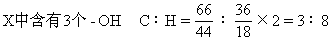 X中含有3个 - OH C：H = 66/44 ： 36/18 × 2 = 3：8